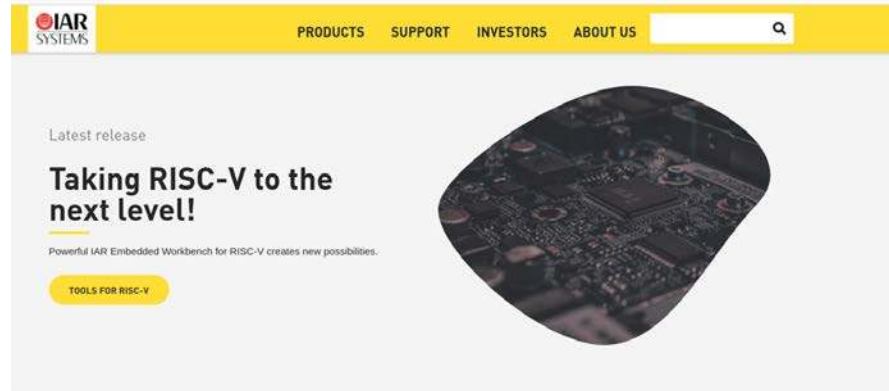 IAR
SYSTEMS
PRODUCTS SUPPORT INVESTORS ABOUT US
Latest release
Taking RISC-V to the
next level!
Powerful IAR Embedded Workbench for RISC-V creates new possibilities.
TOOLS FOR RISC-V